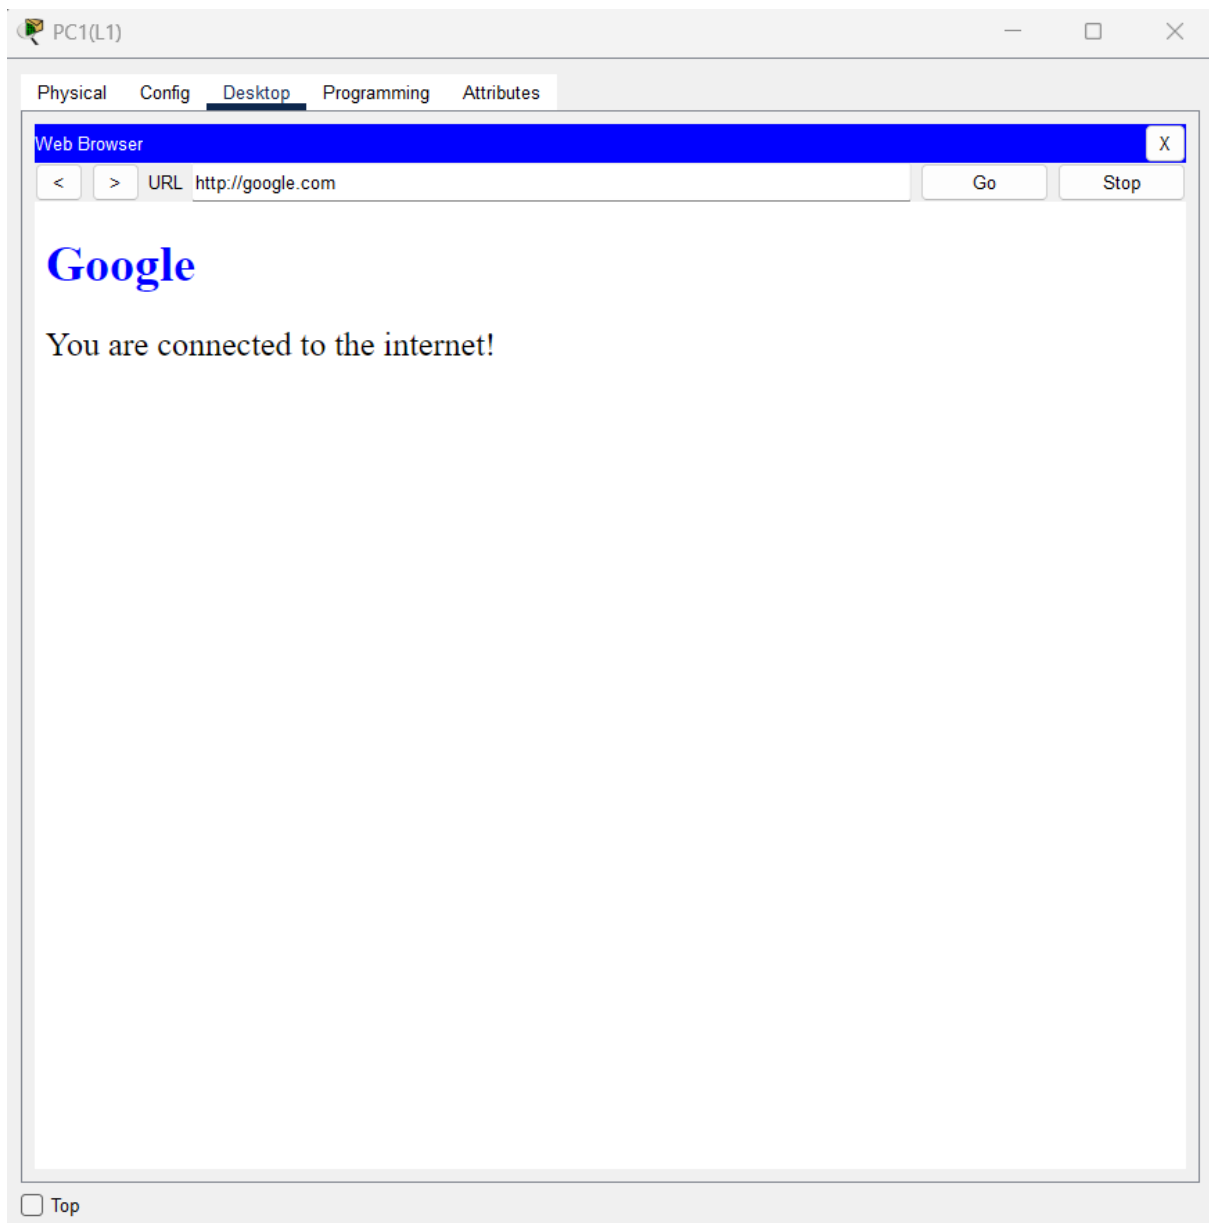 PC1(L1)
Physical Config Desktop Programming Attributes
Web Browser X
< > URL http://google.com Go Stop
Google
You are connected to the internet!
Top